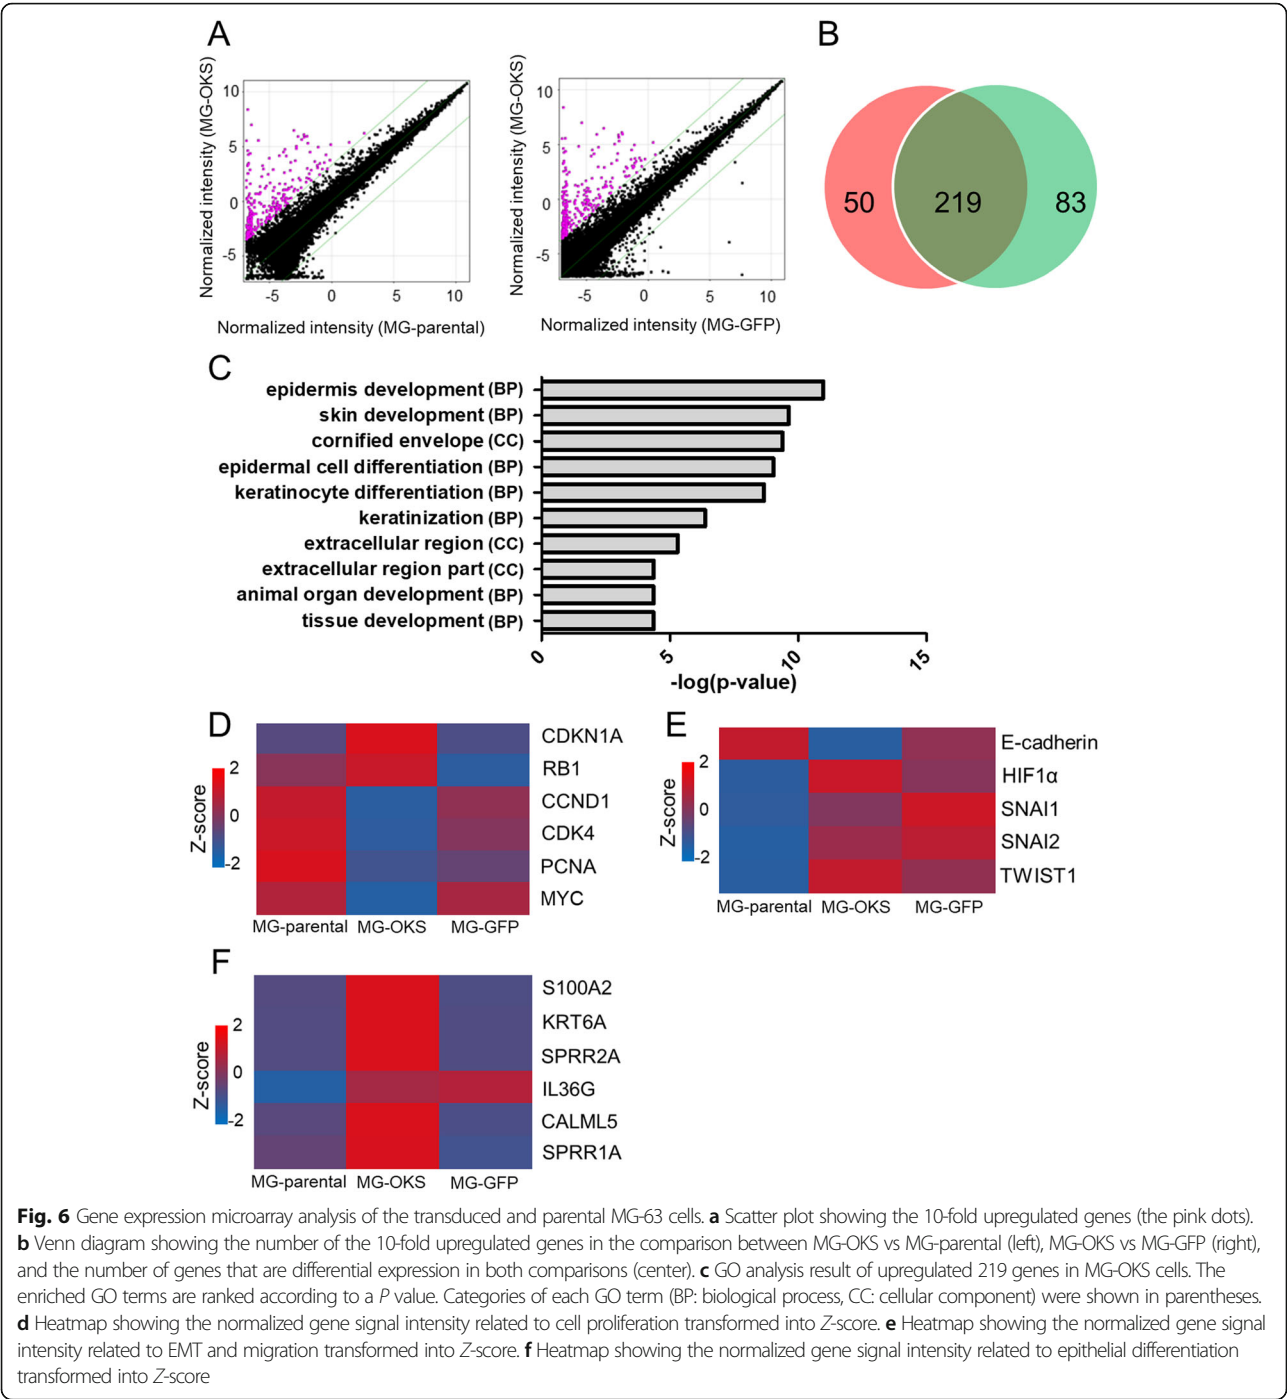 A
Normalized intensity (MG-OKS)
10
5
0
-5
-5
0
5
10
Normalized intensity (MG-parental)
Normalized intensity (MG-OKS)
10
5
0
-5
-5
0
5
10
Normalized intensity (MG-GFP)
B
50
219
83
C
epidermis development (BP)
skin development (BP)
cornified envelope (CC)
epidermal cell differentiation (BP)
keratinocyte differentiation (BP)
keratinization (BP)
extracellular region (CC)
extracellular region part (CC)
animal organ development (BP)
tissue development (BP)
0
5
10
15
-log(p-value)
D
Z-score
2
0
-2
CDKN1A
RB1
CCND1
CDK4
PCNA
MYC
MG-parental MG-OKS MG-GFP
E
Z-score
2
0
-2
E-cadherin
HIF1α
SNAI1
SNAI2
TWIST1
MG-parental MG-OKS MG-GFP
F
Z-score
2
0
-2
S100A2
KRT6A
SPRR2A
IL36G
CALML5
SPRR1A
MG-parental MG-OKS MG-GFP
Fig. 6 Gene expression microarray analysis of the transduced and parental MG-63 cells. a Scatter plot showing the 10-fold upregulated genes (the pink dots).
b Venn diagram showing the number of the 10-fold upregulated genes in the comparison between MG-OKS vs MG-parental (left), MG-OKS vs MG-GFP (right),
and the number of genes that are differential expression in both comparisons (center). c GO analysis result of upregulated 219 genes in MG-OKS cells. The
enriched GO terms are ranked according to a P value. Categories of each GO term (BP: biological process, CC: cellular component) were shown in parentheses.
d Heatmap showing the normalized gene signal intensity related to cell proliferation transformed into Z-score. e Heatmap showing the normalized gene signal
intensity related to EMT and migration transformed into Z-score. f Heatmap showing the normalized gene signal intensity related to epithelial differentiation
transformed into Z-score